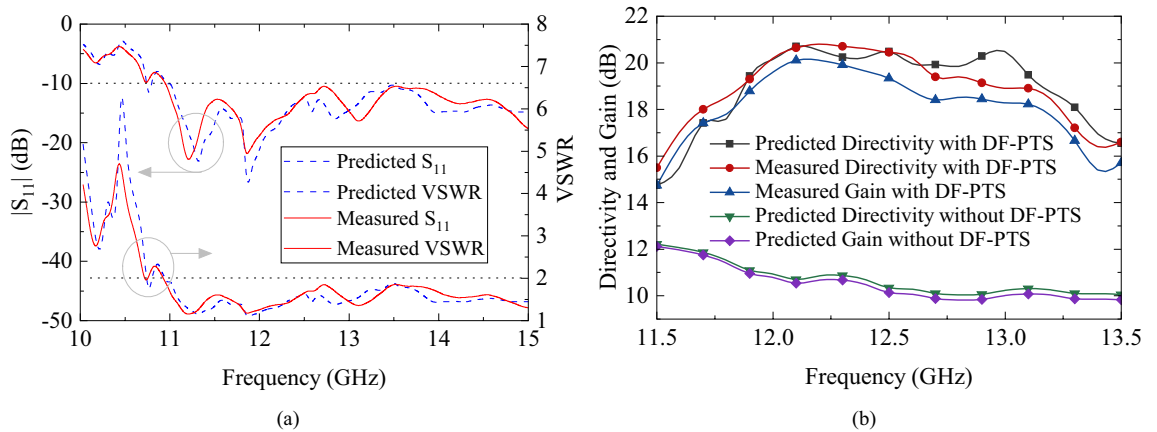 0
-10
-20
-30
-40
-50
|S11| (dB)
8
7
6
5
4
3
2
1
VSWR
Predicted S11
Predicted VSWR
Measured S11
Measured VSWR
10 11 12 13 14 15
Frequency (GHz)
(a)
22
20
18
16
14
12
10
Directivity and Gain (dB)
Predicted Directivity with DF-PTS
Measured Directivity with DF-PTS
Measured Gain with DF-PTS
Predicted Directivity without DF-PTS
Predicted Gain without DF-PTS
11.5 12.0 12.5 13.0 13.5
Frequency (GHz)
(b)